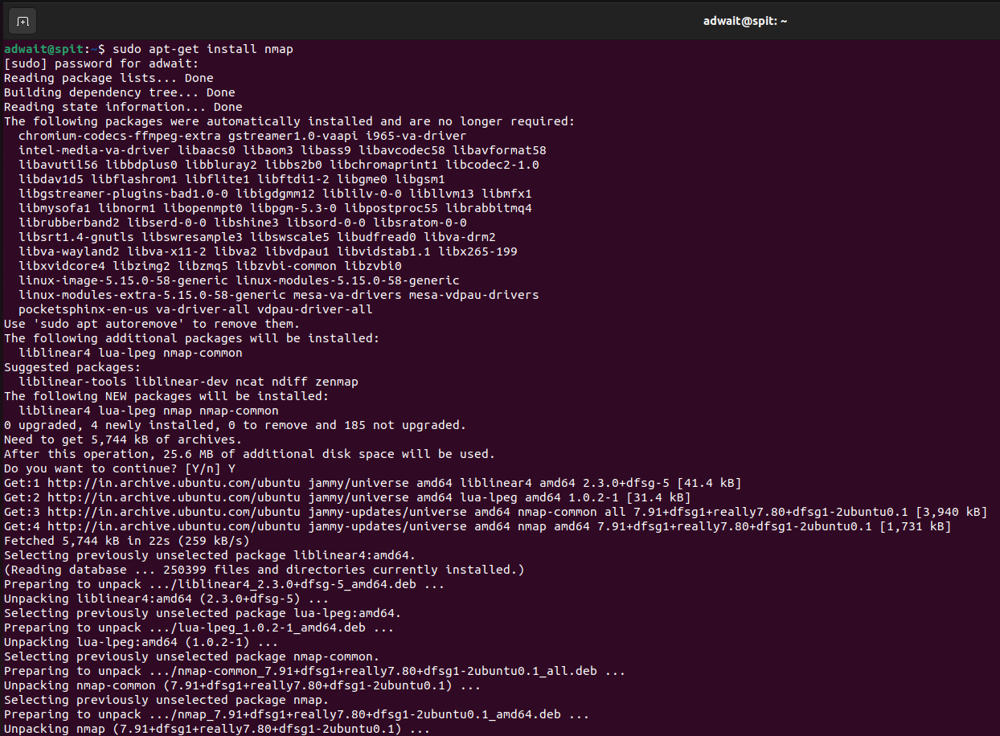 adwait@spit: ~
adwait@spit:~$ sudo apt-get install nmap
[sudo] password for adwait:
Reading package lists... Done
Building dependency tree... Done
Reading state information... Done
The following packages were automatically installed and are no longer required:
  chromium-codecs-ffmpeg-extra gstreamer1.0-vaapi i965-va-driver
  intel-media-va-driver libaacs0 libaom3 libass9 libavcodec58 libavformat58
  libavutil56 libbdplus0 libbluray2 libbs2b0 libchromaprint1 libcodec2-1.0
  libdav1d5 libflashrom1 libflite1 libftdi1-2 libgme0 libgsm1
  libgstreamer-plugins-bad1.0-0 libigdgmm12 liblilv-0-0 libllvm13 libmfx1
  libmysofa1 libnorm1 libopenmpt0 libpgm-5.3-0 libpostproc55 librabbitmq4
  librubberband2 libserd-0-0 libshine3 libsord-0-0 libsratom-0-0
  libsrt1.4-gnutls libswresample3 libswscale5 libudfread0 libva-drm2
  libva-wayland2 libva-x11-2 libva2 libvdpau1 libvidstab1.1 libx265-199
  libxvidcore4 libzimg2 libzmq5 libzvbi-common libzvbi0
  linux-image-5.15.0-58-generic linux-modules-5.15.0-58-generic
  linux-modules-extra-5.15.0-58-generic mesa-va-drivers mesa-vdpau-drivers
  pocketsphinx-en-us va-driver-all vdpau-driver-all
Use 'sudo apt autoremove' to remove them.
The following additional packages will be installed:
  liblinear4 lua-lpeg nmap-common
Suggested packages:
  liblinear-tools liblinear-dev ncat ndiff zenmap
The following NEW packages will be installed:
  liblinear4 lua-lpeg nmap nmap-common
0 upgraded, 4 newly installed, 0 to remove and 185 not upgraded.
Need to get 5,744 kB of archives.
After this operation, 25.6 MB of additional disk space will be used.
Do you want to continue? [Y/n] Y
Get:1 http://in.archive.ubuntu.com/ubuntu jammy/universe amd64 liblinear4 amd64 2.3.0+dfsg-5 [41.4 kB]
Get:2 http://in.archive.ubuntu.com/ubuntu jammy/universe amd64 lua-lpeg amd64 1.0.2-1 [31.4 kB]
Get:3 http://in.archive.ubuntu.com/ubuntu jammy-updates/universe amd64 nmap-common all 7.91+dfsg1+really7.80+dfsg1-2ubuntu0.1 [3,940 kB]
Get:4 http://in.archive.ubuntu.com/ubuntu jammy-updates/universe amd64 nmap amd64 7.91+dfsg1+really7.80+dfsg1-2ubuntu0.1 [1,731 kB]
Fetched 5,744 kB in 22s (259 kB/s)
Selecting previously unselected package liblinear4:amd64.
(Reading database ... 250399 files and directories currently installed.)
Preparing to unpack .../liblinear4_2.3.0+dfsg-5_amd64.deb ...
Unpacking liblinear4:amd64 (2.3.0+dfsg-5) ...
Selecting previously unselected package lua-lpeg:amd64.
Preparing to unpack .../lua-lpeg_1.0.2-1_amd64.deb ...
Unpacking lua-lpeg:amd64 (1.0.2-1) ...
Selecting previously unselected package nmap-common.
Preparing to unpack .../nmap-common_7.91+dfsg1+really7.80+dfsg1-2ubuntu0.1_all.deb ...
Unpacking nmap-common (7.91+dfsg1+really7.80+dfsg1-2ubuntu0.1) ...
Selecting previously unselected package nmap.
Preparing to unpack .../nmap_7.91+dfsg1+really7.80+dfsg1-2ubuntu0.1_amd64.deb ...
Unpacking nmap (7.91+dfsg1+really7.80+dfsg1-2ubuntu0.1) ...